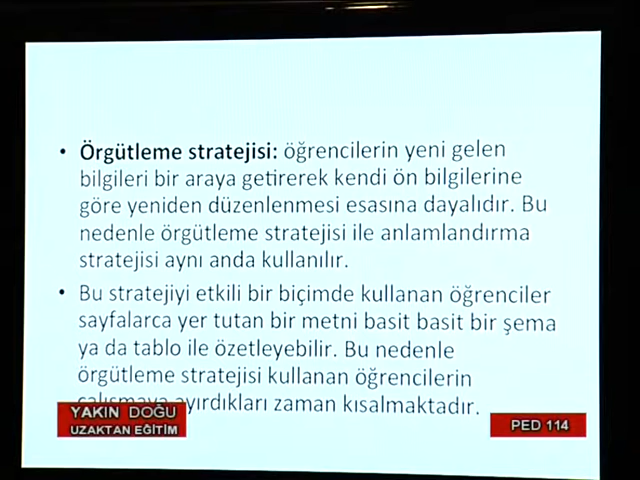 • Örgütleme stratejisi: öğrencilerin yeni gelen
bilgileri bir araya getirerek kendi ön bilgilerine
göre yeniden düzenlenmesi esasına dayalıdır. Bu
nedenle örgütleme stratejisi ile anlamlandırma
stratejisi aynı anda kullanılır.
• Bu stratejiyi etkili bir biçimde kullanan öğrenciler
sayfalarca yer tutan bir metni basit basit bir şema
ya da tablo ile özetleyebilir. Bu nedenle
örgütleme stratejisi kullanan öğrencilerin
çalışmaya ayırdıkları zaman kısalmaktadır.
YAKIN DOĞU
UZAKTAN EĞİTİM
PED 114